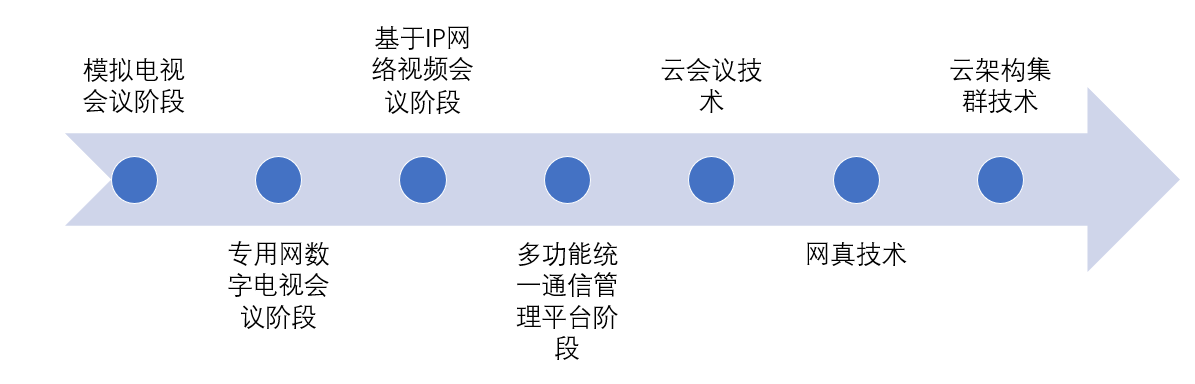 模拟电视
会议阶段
专用网数
字电视会
议阶段
基于IP网
络视频会
议阶段
多功能统
一通信管
理平台阶
段
云会议技
术
网真技术
云架构集
群技术